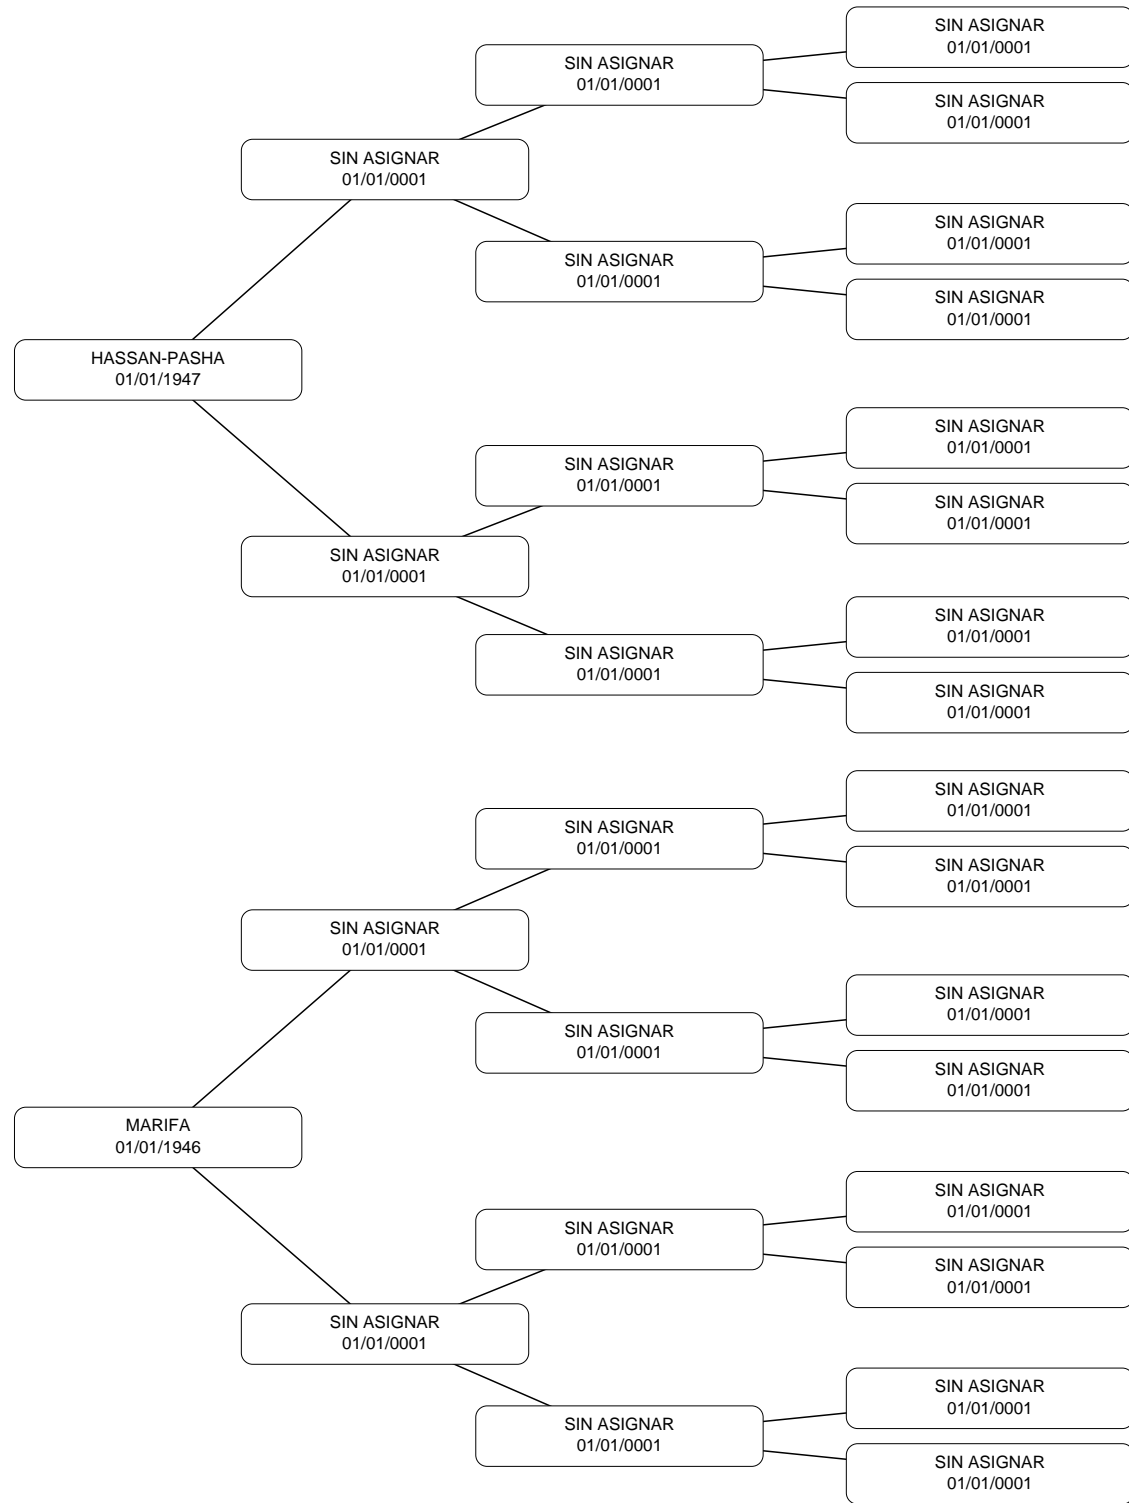 SIN ASIGNAR
01/01/0001
SIN ASIGNAR
01/01/0001
SIN ASIGNAR
01/01/0001
SIN ASIGNAR
01/01/0001
SIN ASIGNAR
01/01/0001
SIN ASIGNAR
01/01/0001
SIN ASIGNAR
01/01/0001
HASSAN-PASHA
01/01/1947
SIN ASIGNAR
01/01/0001
SIN ASIGNAR
01/01/0001
SIN ASIGNAR
01/01/0001
SIN ASIGNAR
01/01/0001
SIN ASIGNAR
01/01/0001
SIN ASIGNAR
01/01/0001
SIN ASIGNAR
01/01/0001
SIN ASIGNAR
01/01/0001
SIN ASIGNAR
01/01/0001
SIN ASIGNAR
01/01/0001
SIN ASIGNAR
01/01/0001
SIN ASIGNAR
01/01/0001
SIN ASIGNAR
01/01/0001
SIN ASIGNAR
01/01/0001
MARIFA
01/01/1946
SIN ASIGNAR
01/01/0001
SIN ASIGNAR
01/01/0001
SIN ASIGNAR
01/01/0001
SIN ASIGNAR
01/01/0001
SIN ASIGNAR
01/01/0001
SIN ASIGNAR
01/01/0001
SIN ASIGNAR
01/01/0001